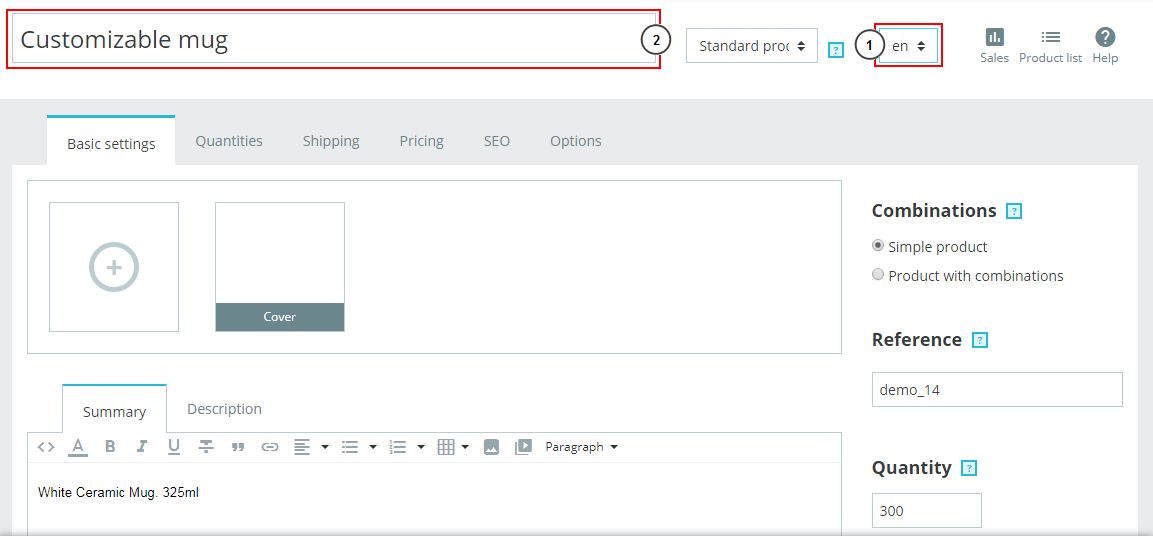 Customizable mug
2
Standard prod
?
1
en
Sales
Product list
? Help
Basic settings
Quantities
Shipping
Pricing
SEO
Options
Cover
Combinations ?
Simple product
Product with combinations
Reference ?
demo_14
Summary
Description
A B I U Paragraph
White Ceramic Mug. 325ml
Quantity ?
300